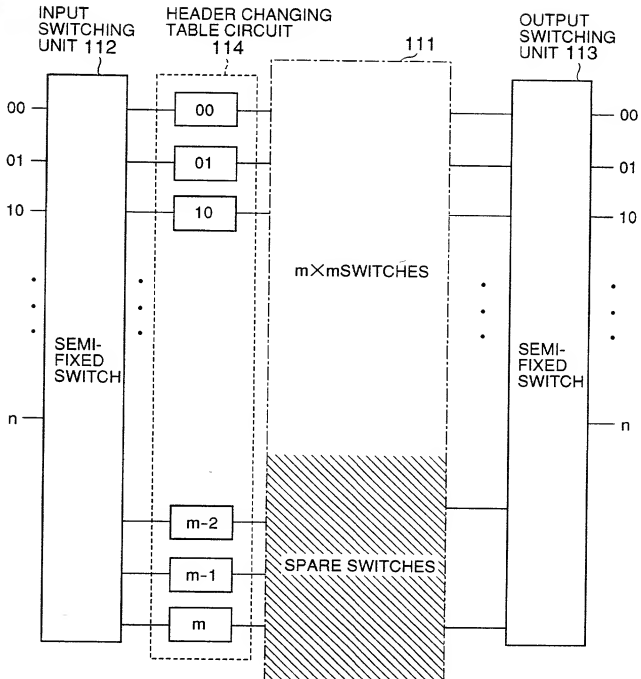 INPUT
SWITCHING
UNIT 112
HEADER CHANGING
TABLE CIRCUIT
114
111
OUTPUT
SWITCHING
UNIT 113
00
00
00
01
01
01
10
10
10
m×mSWITCHES
SEMI-
FIXED
SWITCH
SEMI-
FIXED
SWITCH
n
n
m-2
m-1
SPARE SWITCHES
m